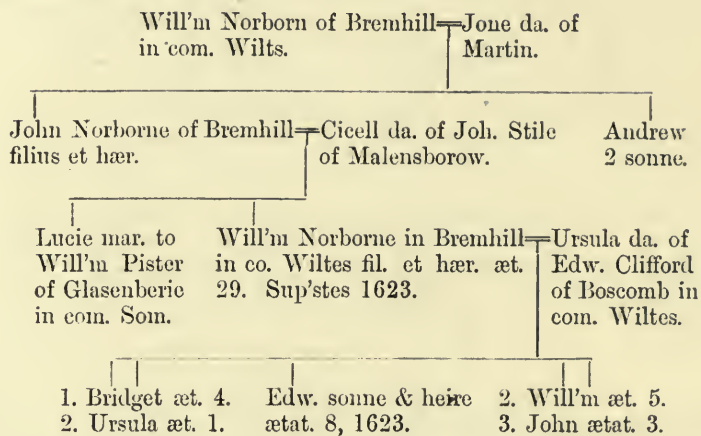 Will'm Norborn of Bremhill=Jone da. of
in com. Wilts. Martin.
John Norborne of Bremhill=Cicell da. of Joh. Stile Andrew
filius et hær. of Malensborow. 2 sonne.
Lucie mar. to Will'm Norborne in Bremhill=Ursula da. of
Will'm Pister in co. Wiltes fil. et hær. æt. Edw. Clifford
of Glasenberie 29. Sup'stes 1623. of Boscomb in
in com. Som. com. Wiltes.
1. Bridget æt. 4. Edw. sonne & heire 2. Will'm æt. 5.
2. Ursula æt. 1. ætat. 8, 1623. 3. John ætat. 3.